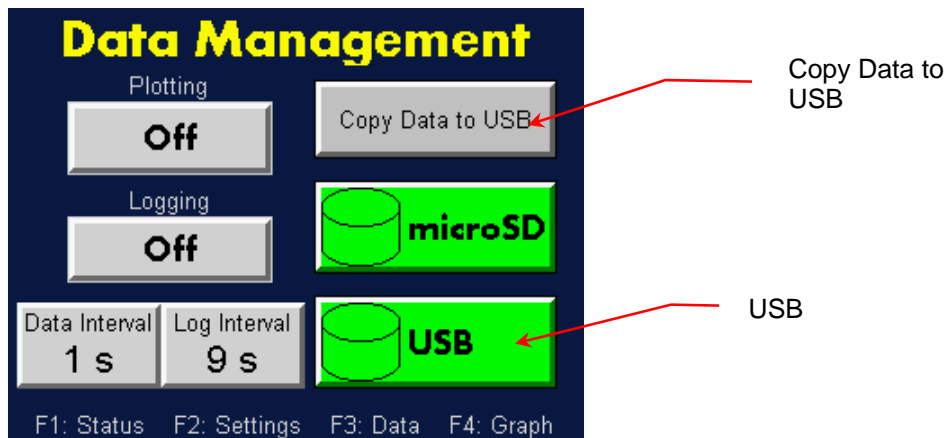 Data Management
Plotting
Off
Copy Data to USB
Logging
Off
microSD
Data Interval
1 s
Log Interval
9 s
USB
F1: Status F2: Settings F3: Data F4: Graph
Copy Data to
USB
USB